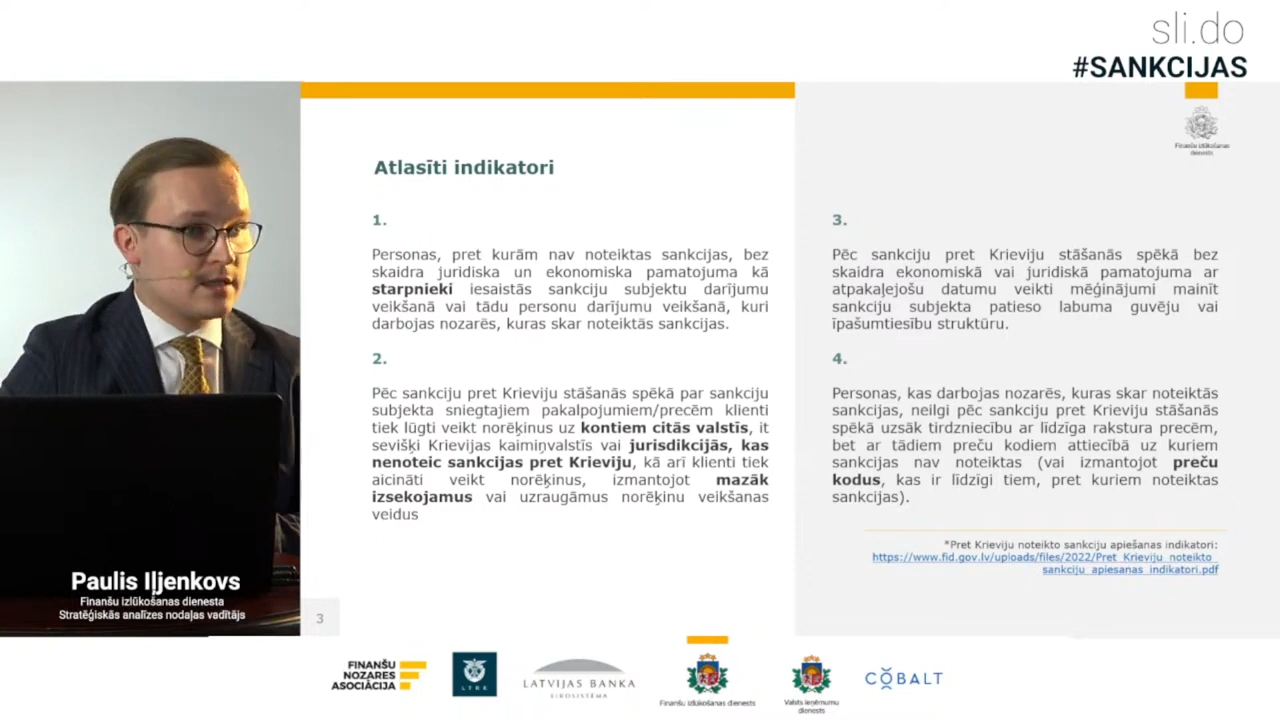 sli.do
#SANKCIJAS
Finanšu izlūkošanas
dienests
Atlasīti indikatori
1.
Personas, pret kurām nav noteiktas sankcijas, bez
skaidra juridiska un ekonomiska pamatojuma kā
starpnieki iesaistās sankciju subjektu darījumu
veikšanā vai tādu personu darījumu veikšanā, kuri
darbojas nozarēs, kuras skar noteiktās sankcijas.
2.
Pēc sankciju pret Krieviju stāšanās spēkā par sankciju
subjekta sniegtajiem pakalpojumiem/precēm klienti
tiek lūgti veikt norēķinus uz kontiem citās valstīs, it
sevišķi Krievijas kaimiņvalstīs vai jurisdikcijās, kas
nenoteic sankcijas pret Krieviju, kā arī klienti tiek
aicināti veikt norēķinus, izmantojot mazāk
izsekojamus vai uzraugāmus norēķinu veikšanas
veidus
3.
Pēc sankciju pret Krieviju stāšanās spēkā bez
skaidra ekonomiskā vai juridiskā pamatojuma ar
atpakaļejošu datumu veikti mēģinājumi mainīt
sankciju subjekta patieso labuma guvēju vai
īpašumtiesību struktūru.
4.
Personas, kas darbojas nozarēs, kuras skar noteiktās
sankcijas, neilgi pēc sankciju pret Krieviju stāšanās
spēkā uzsāk tirdzniecību ar līdzīga rakstura precēm,
bet ar tādiem preču kodiem attiecībā uz kuriem
sankcijas nav noteiktas (vai izmantojot preču
kodus, kas ir līdzīgi tiem, pret kuriem noteiktas
sankcijas).
*Pret Krieviju noteikto sankciju apiešanas indikatori:
https://www.fid.gov.lv/uploads/files/2022/Pret_Krieviju_noteikto_
sankciju_apiesanas_indikatori.pdf
3
Paulis Iļjenkovs
Finanšu izlūkošanas dienesta
Stratēģiskās analīzes nodaļas vadītājs
FINANŠU
NOZARES
ASOCIĀCIJA
LTRK
LATVIJAS BANKA
EIROSISTĒMA
Finanšu izlūkošanas dienests
Valsts ieņēmumu
dienests
COBALT